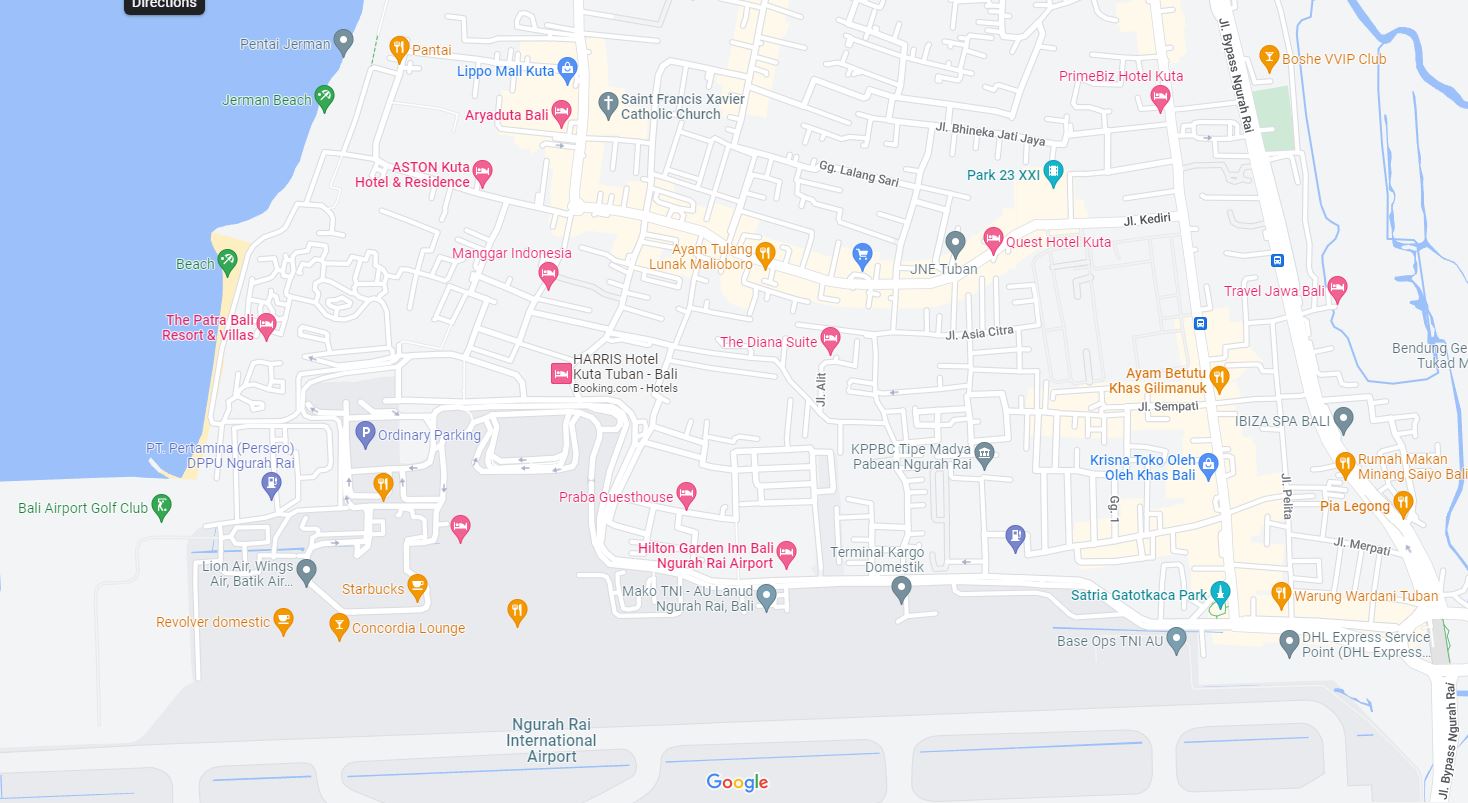 Directions
Pentai Jerman
Pantai
Lippo Mall Kuta
Jerman Beach
Aryaduta Bali
Saint Francis Xavier
Catholic Church
PrimeBiz Hotel Kuta
Boshe VVIP Club
Jl. Bypass Ngurah Rai
Jl. Bhineka Jati Jaya
ASTON Kuta
Hotel & Residence
Gg. Lalang Sari
Park 23 XXI
Jl. Kediri
Manggar Indonesia
Ayam Tulang
Lunak Malioboro
Quest Hotel Kuta
JNE Tuban
Beach
Travel Jawa Bali
The Patra Bali
Resort & Villas
The Diana Suite
Jl. Asia Citra
Bendung Ge
Tukad M
HARRIS Hotel
Kuta Tuban - Bali
Booking.com - Hotels
Jl. Alit
Ayam Betutu
Khas Gilimanuk
Jl. Sempati
IBIZA SPA BALI
Ordinary Parking
PT. Pertamina (Persero)
DPPU Ngurah Rai
KPPBC Tipe Madya
Pabean Ngurah Rai
Krisna Toko Oleh
Oleh Khas Bali
Rumah Makan
Minang Saiyo Bali
Praba Guesthouse
Gg. 1
Jl. Pelita
Pia Legong
Bali Airport Golf Club
Hilton Garden Inn Bali
Ngurah Rai Airport
Terminal Kargo
Domestik
Jl. Merpati
Lion Air, Wings
Air, Batik Air...
Starbucks
Mako TNI - AU Lanud
Ngurah Rai, Bali
Satria Gatotkaca Park
Warung Wardani Tuban
Revolver domestic
Concordia Lounge
Base Ops TNI AU
DHL Express Service
Point (DHL Express...
Ngurah Rai
International
Airport
Jl. Bypass Ngurah Rai
Google